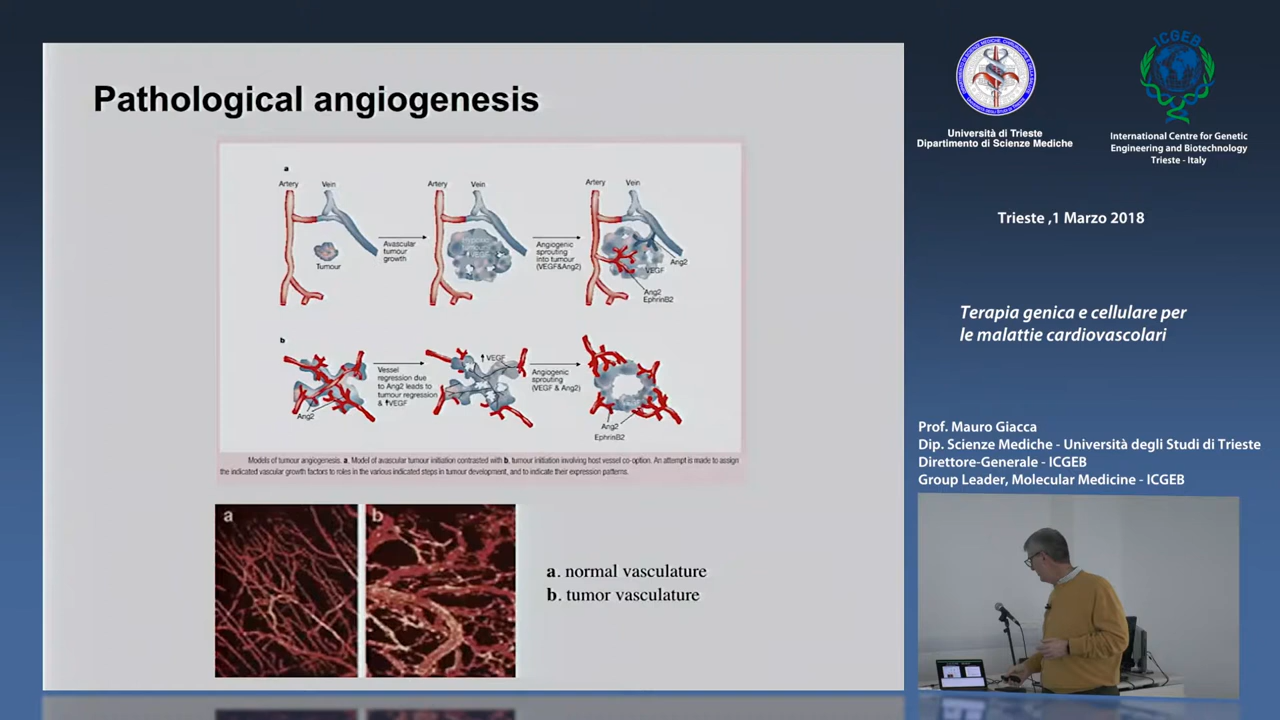 Pathological angiogenesis
a
Artery Vein
Artery Vein
Artery Vein
Tumour
Avascular
tumour
growth
Hypoxic
tumour
VEGF
Angiogenic
sprouting
into tumour
(VEGF&Ang2)
Ang2
VEGF
Ang2
EphrinB2
b
Ang2
Vessel
regression due
to Ang2 leads to
tumour regression
& ↑VEGF
↑ VEGF
Angiogenic
sprouting
(VEGF & Ang2)
Ang2
EphrinB2
Models of tumour angiogenesis. a. Model of avascular tumour initiation contrasted with b, tumour initiation involving host vessel co-option. An attempt is made to assign
the indicated vascular growth factors to roles in the various indicated steps in tumour development, and to indicate their expression patterns.
a
b
a. normal vasculature
b. tumor vasculature
Università di Trieste
Dipartimento di Scienze Mediche
ICGEB
International Centre for Genetic
Engineering and Biotechnology
Trieste - Italy
Trieste ,1 Marzo 2018
Terapia genica e cellulare per
le malattie cardiovascolari
Prof. Mauro Giacca
Dip. Scienze Mediche - Università degli Studi di Trieste
Direttore-Generale - ICGEB
Group Leader, Molecular Medicine - ICGEB